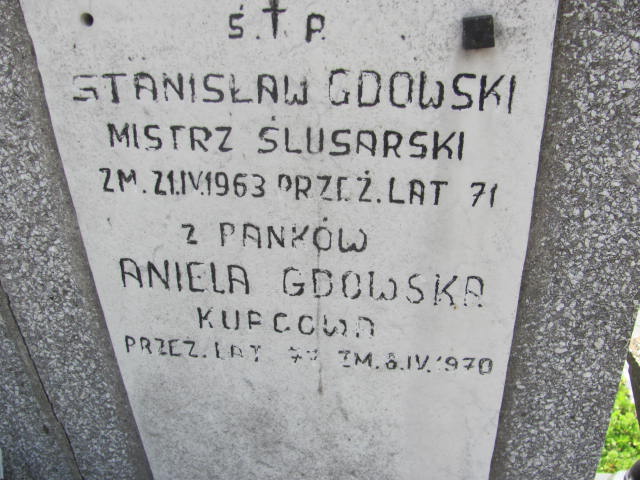 Ś.†P.
STANISŁAW GDOWSKI
MISTRZ ŚLUSARSKI
ZM. 21.IV.1963 PRZEŻ. LAT 71
Z PANKÓW
ANIELA GDOWSKA
KUPCOWA
PRZEŻ. LAT ZM. 8.IV.1970